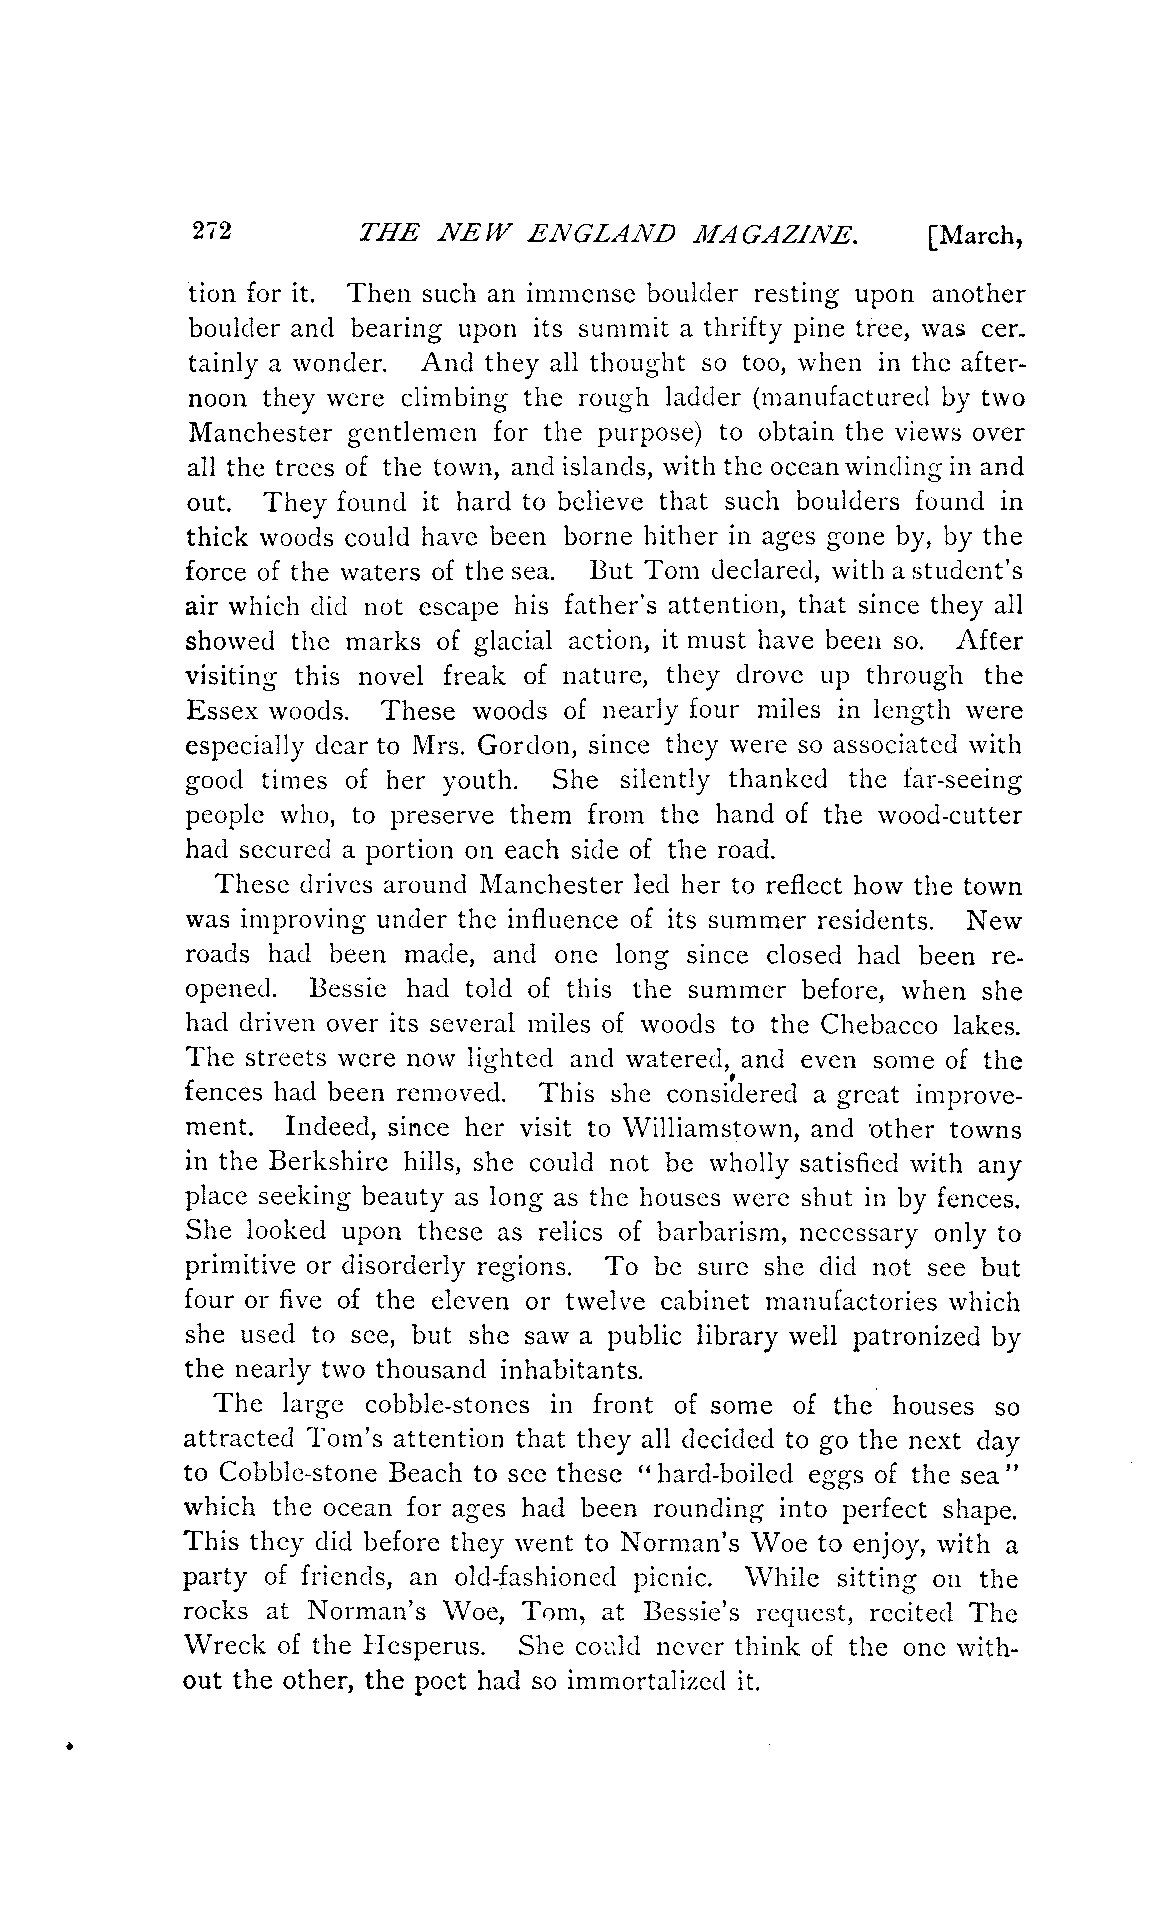 272 THE NEW ENGLAND MAGAZINE. [March,
tion for it. Then such an immense boulder resting upon another
boulder and bearing upon its summit a thrifty pine tree, was cer-
tainly a wonder. And they all thought so too, when in the after-
noon they were climbing the rough ladder (manufactured by two
Manchester gentlemen for the purpose) to obtain the views over
all the trees of the town, and islands, with the ocean winding in and
out. They found it hard to believe that such boulders found in
thick woods could have been borne hither in ages gone by, by the
force of the waters of the sea. But Tom declared, with a student's
air which did not escape his father's attention, that since they all
showed the marks of glacial action, it must have been so. After
visiting this novel freak of nature, they drove up through the
Essex woods. These woods of nearly four miles in length were
especially dear to Mrs. Gordon, since they were so associated with
good times of her youth. She silently thanked the far-seeing
people who, to preserve them from the hand of the wood-cutter
had secured a portion on each side of the road.
These drives around Manchester led her to reflect how the town
was improving under the influence of its summer residents. New
roads had been made, and one long since closed had been re-
opened. Bessie had told of this the summer before, when she
had driven over its several miles of woods to the Chebacco lakes.
The streets were now lighted and watered, and even some of the
fences had been removed. This she considered a great improve-
ment. Indeed, since her visit to Williamstown, and other towns
in the Berkshire hills, she could not be wholly satisfied with any
place seeking beauty as long as the houses were shut in by fences.
She looked upon these as relics of barbarism, necessary only to
primitive or disorderly regions. To be sure she did not see but
four or five of the eleven or twelve cabinet manufactories which
she used to see, but she saw a public library well patronized by
the nearly two thousand inhabitants.
The large cobble-stones in front of some of the houses so
attracted Tom's attention that they all decided to go the next day
to Cobble-stone Beach to see these "hard-boiled eggs of the sea"
which the ocean for ages had been rounding into perfect shape.
This they did before they went to Norman's Woe to enjoy, with a
party of friends, an old-fashioned picnic. While sitting on the
rocks at Norman's Woe, Tom, at Bessie's request, recited The
Wreck of the Hesperus. She could never think of the one with-
out the other, the poet had so immortalized it.